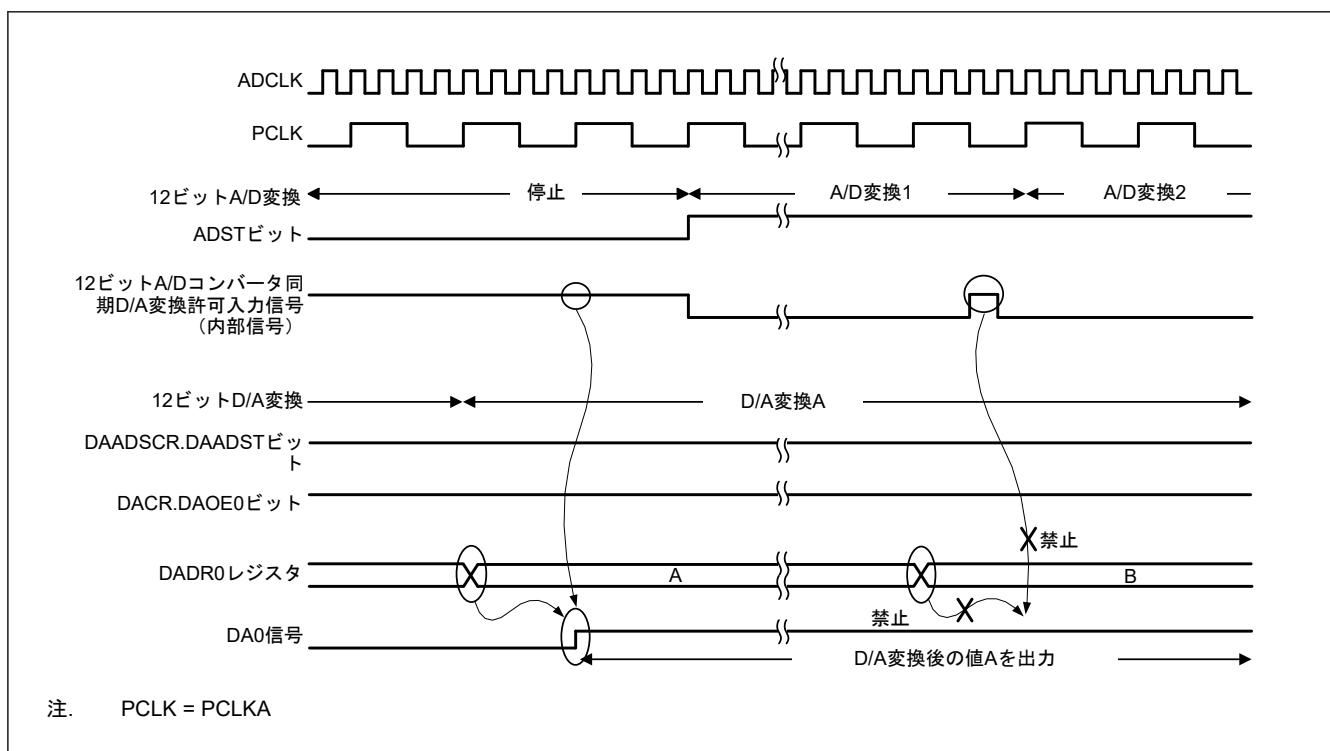 ADCLK
PCLK
12ビットA/D変換
停止
A/D変換1
A/D変換2
ADSTビット
12ビットA/Dコンバータ同
期D/A変換許可入力信号
（内部信号）
12ビットD/A変換
D/A変換A
DAADSCR.DAADSTビッ
ト
DACR.DAOE0ビット
禁止
DADR0レジスタ
A
B
禁止
DA0信号
D/A変換後の値Aを出力
注. PCLK = PCLKA